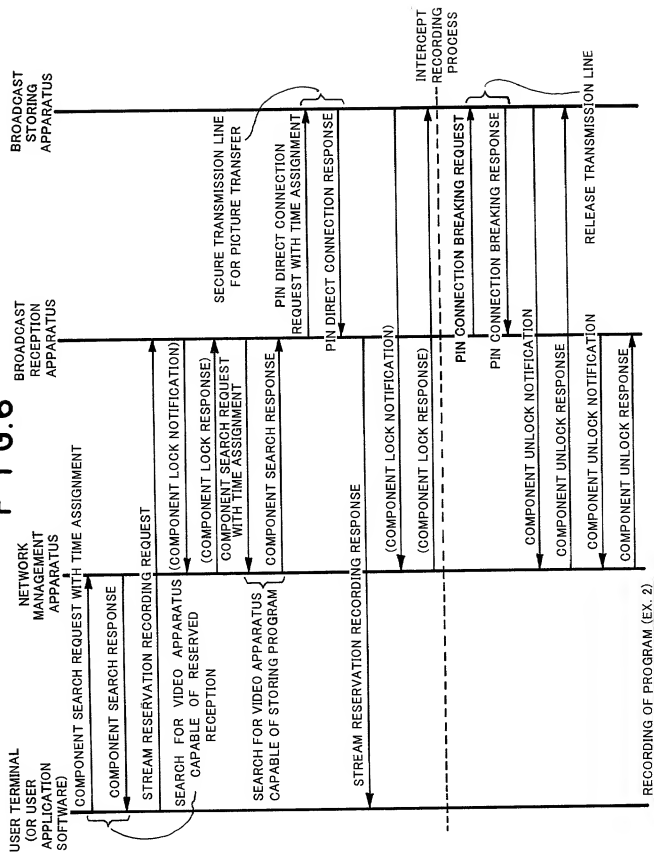 FIG.6
USER TERMINAL
(OR USER
APPLICATION
SOFTWARE)
NETWORK
MANAGEMENT
APPARATUS
BROADCAST
RECEPTION
APPARATUS
BROADCAST
STORING
APPARATUS
COMPONENT SEARCH REQUEST WITH TIME ASSIGNMENT
COMPONENT SEARCH RESPONSE
STREAM RESERVATION RECORDING REQUEST
SEARCH FOR VIDEO APPARATUS
CAPABLE OF RESERVED
RECEPTION
(COMPONENT LOCK NOTIFICATION)
(COMPONENT LOCK RESPONSE)
COMPONENT SEARCH REQUEST
WITH TIME ASSIGNMENT
COMPONENT SEARCH RESPONSE
SEARCH FOR VIDEO APPARATUS
CAPABLE OF STORING PROGRAM
SECURE TRANSMISSION LINE
FOR PICTURE TRANSFER
PIN DIRECT CONNECTION
REQUEST WITH TIME ASSIGNMENT
PIN DIRECT CONNECTION RESPONSE
STREAM RESERVATION RECORDING RESPONSE
(COMPONENT LOCK NOTIFICATION)
(COMPONENT LOCK RESPONSE)
INTERCEPT
RECORDING
PROCESS
PIN CONNECTION BREAKING REQUEST
PIN CONNECTION BREAKING RESPONSE
COMPONENT UNLOCK NOTIFICATION
COMPONENT UNLOCK RESPONSE
RELEASE TRANSMISSION LINE
COMPONENT UNLOCK NOTIFICATION
COMPONENT UNLOCK RESPONSE
RECORDING OF PROGRAM (EX. 2)